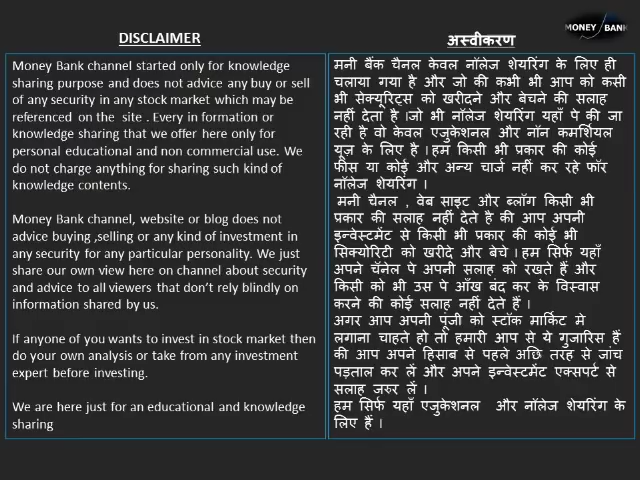 MONEY BANK
DISCLAIMER
Money Bank channel started only for knowledge
sharing purpose and does not advice any buy or sell
of any security in any stock market which may be
referenced on the site . Every in formation or
knowledge sharing that we offer here only for
personal educational and non commercial use. We
do not charge anything for sharing such kind of
knowledge contents.
Money Bank channel, website or blog does not
advice buying ,selling or any kind of investment in
any security for any particular personality. We just
share our own view here on channel about security
and advice to all viewers that don't rely blindly on
information shared by us.
If anyone of you wants to invest in stock market then
do your own analysis or take from any investment
expert before investing.
We are here just for an educational and knowledge
sharing
अस्वीकरण
मनी बैंक चैनल केवल नॉलेज शेयरिंग के लिए ही
चलाया गया है और जो की कभी भी आप को कसी
भी सेक्यूरिट्स को खरीदने और बेचने की सलाह
नहीं देता है ।जो भी नॉलेज शेयरिंग यहाँ पे की जा
रही है वो केवल एजुकेशनल और नॉन कमर्शियल
यूज़ के लिए है । हम किसी भी प्रकार की कोई
फीस या कोई और अन्य चार्ज नहीं कर रहे फॉर
नॉलेज शेयरिंग ।
मनी चैनल , वेब साइट और ब्लॉग किसी भी
प्रकार की सलाह नहीं देते है की आप अपनी
इन्वेस्टमेंट से किसी भी प्रकार की कोई भी
सिक्योरिटी को खरीदे और बेचे । हम सिर्फ यहाँ
अपने चॅनेल पे अपनी सलाह को रखते हैं और
किसी को भी उस पे आँख बंद कर के विस्वास
करने की कोई सलाह नहीं देते हैं ।
अगर आप अपनी पूंजी को स्टॉक मार्किट मे
लगाना चाहते हो तो हमारी आप से ये गुजारिस हैं
की आप अपने हिसाब से पहले अछि तरह से जांच
पड़ताल कर लें और अपने इन्वेस्टमेंट एक्सपर्ट से
सलाह जरुर लें ।
हम सिर्फ यहाँ एजुकेशनल और नॉलेज शेयरिंग के
लिए हैं ।